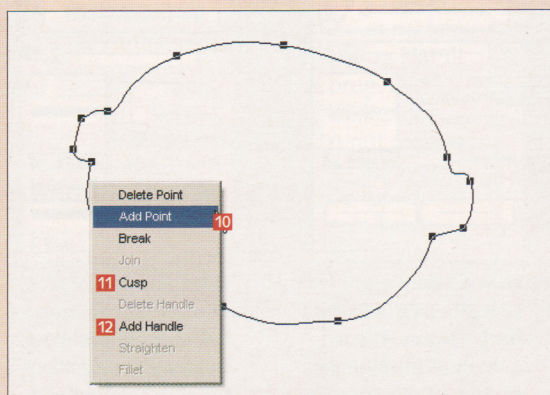 Delete Point
Add Point 10
Break
Join
11 Cusp
Delete Handle
12 Add Handle
Straighten
Fillet